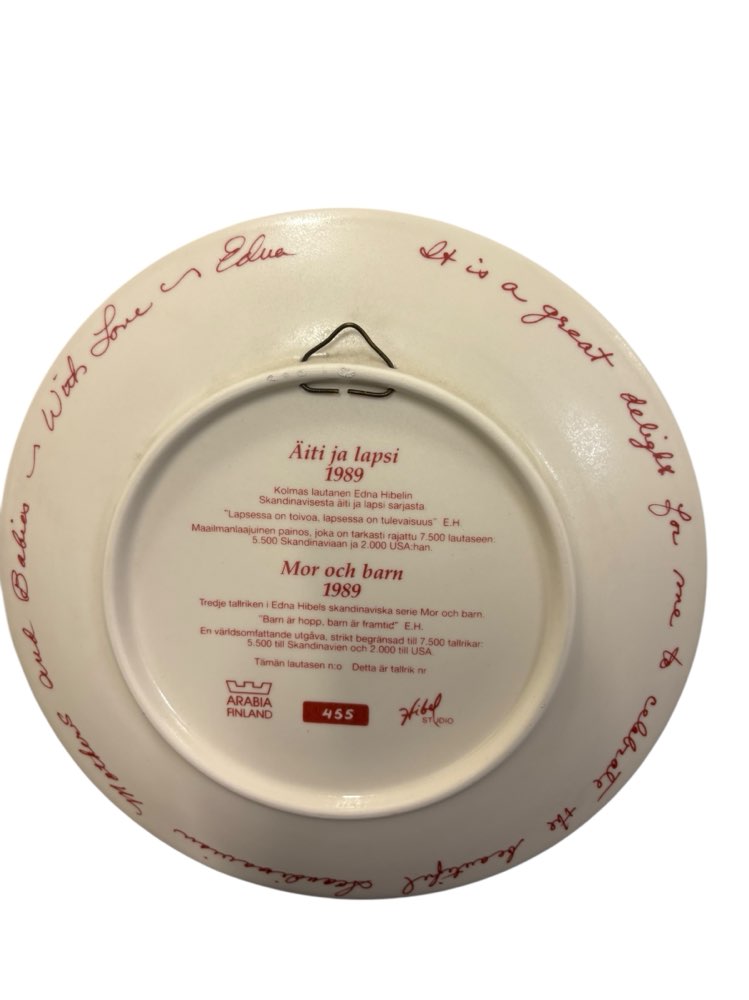 It is a great delight for me to celebrate the beautiful Scandinavian Mothers and Babies ~ With Love ~ Edna
Äiti ja lapsi
1989
Kolmas lautanen Edna Hibelin
Skandinavisesta äiti ja lapsi sarjasta.
"Lapsessa on toivoa, lapsessa on tulevaisuus" E.H.
Maailmanlaajuinen painos, joka on tarkasti rajattu 7.500 lautaseen:
5.500 Skandinaviaan ja 2.000 USA:han.
Mor och barn
1989
Tredje tallriken i Edna Hibels skandinaviska serie Mor och barn.
"Barn är hopp, barn är framtid" E.H.
En världsomfattande utgåva, strikt begränsad till 7.500 tallrikar:
5.500 till Skandinavien och 2.000 till USA.
Tämän lautasen n:o Detta är tallrik nr
ARABIA
FINLAND
455
Hibel
STUDIO